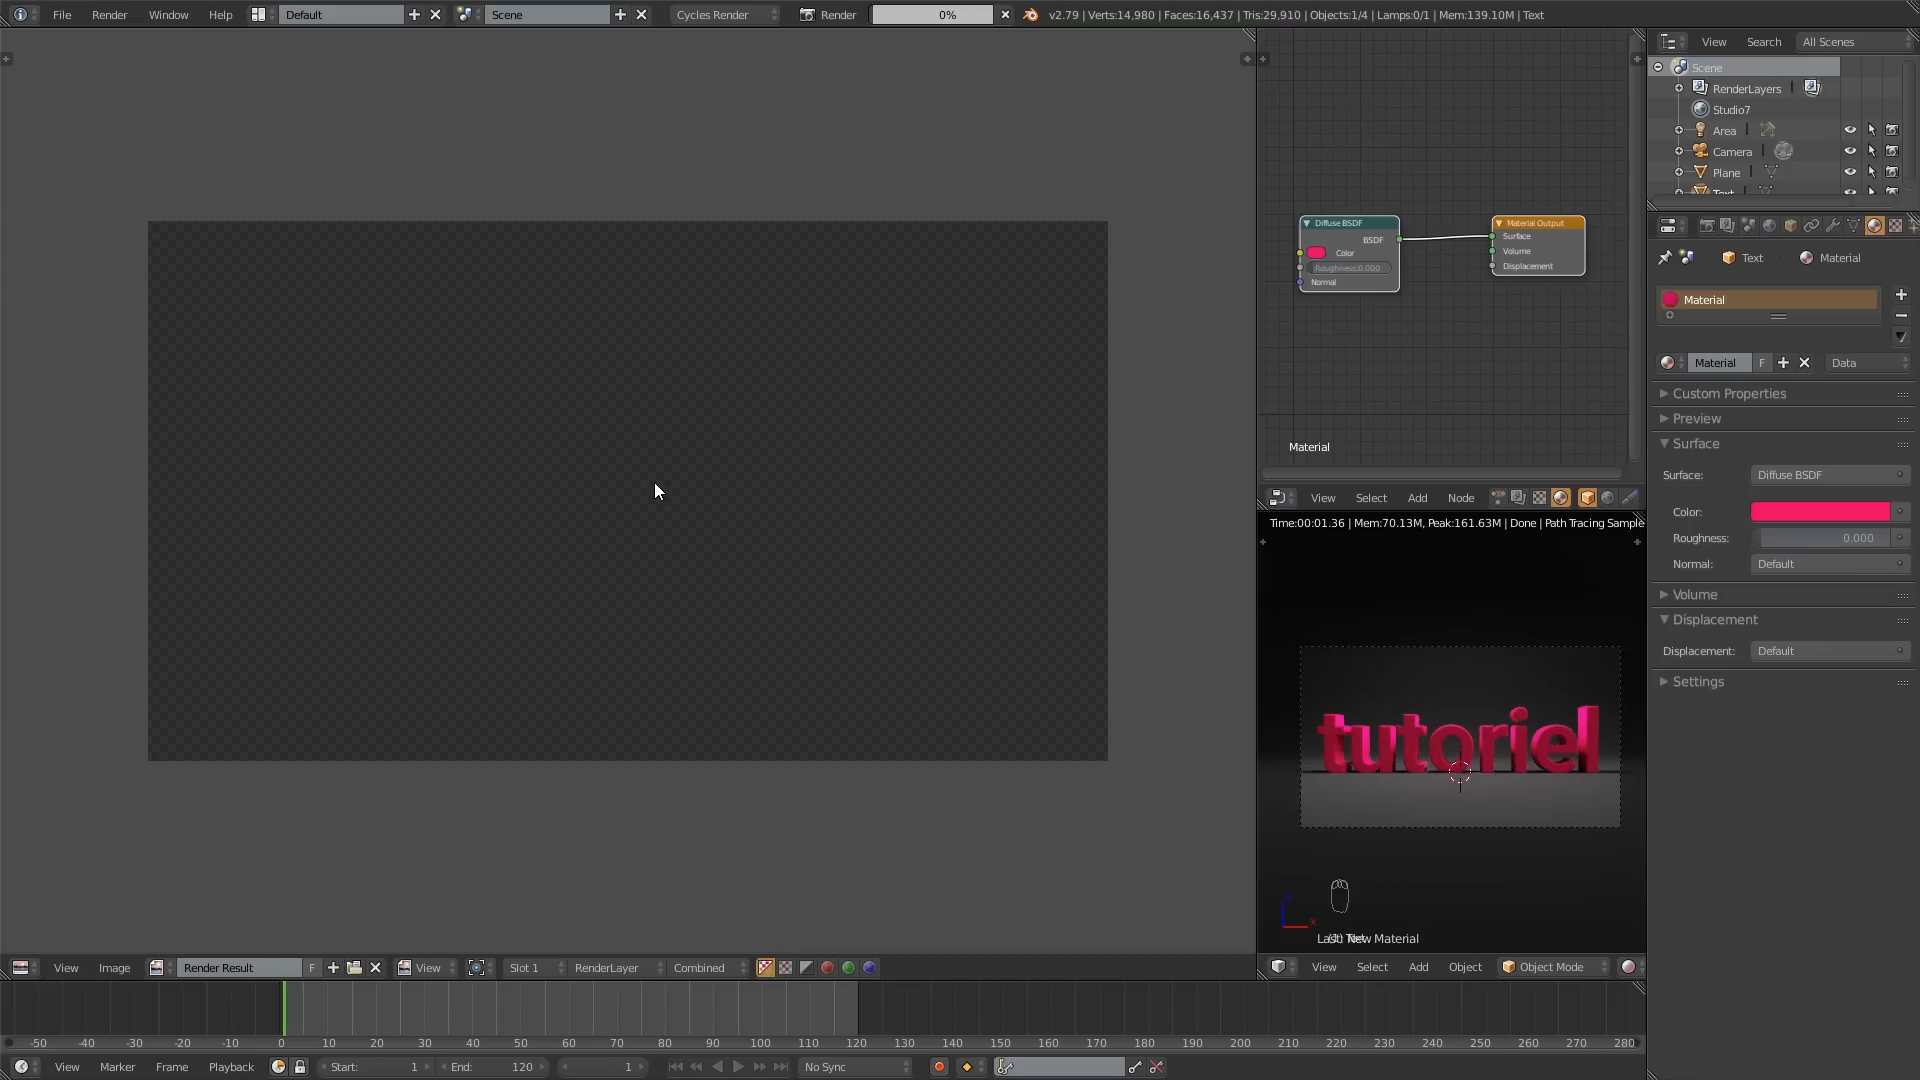 File Render Window Help Default Scene Cycles Render Render 0% v2.79 | Verts:14,980 | Faces:16,437 | Tris:29,910 | Objects:1/4 | Lamps:0/1 | Mem:139.10M | Text
View Search All Scenes
Scene
RenderLayers
Studio7
Area
Camera
Plane
Text
Diffuse BSDF
BSDF
Color
Roughness:0.000
Normal
Material Output
Surface
Volume
Displacement
Material
View Select Add Node
Text Material
Material
Material F Data
Custom Properties
Preview
Surface
Surface: Diffuse BSDF
Color:
Roughness: 0.000
Normal: Default
Volume
Displacement
Displacement: Default
Settings
Time:00:01.36 | Mem:70.13M, Peak:161.63M | Done | Path Tracing Sample
tutoriel
New Material
View Select Add Object Object Mode
View Image Render Result F View Slot 1 RenderLayer Combined
-50 -40 -30 -20 -10 0 10 20 30 40 50 60 70 80 90 100 110 120 130 140 150 160 170 180 190 200 210 220 230 240 250 260 270 280
View Marker Frame Playback Start: 1 End: 120 1 No Sync